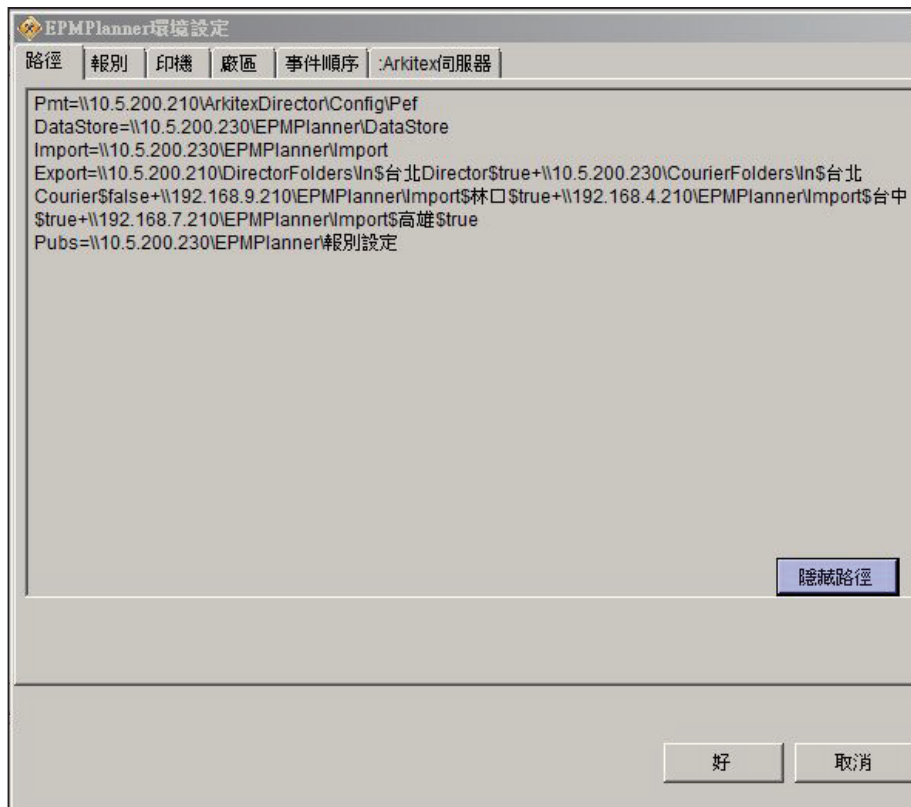 EPMPlanner環境設定
路徑 報別 印機 廠區 事件順序 :Arkitex伺服器
Pmt=\\10.5.200.210\ArkitexDirector\Config\Pef
DataStore=\\10.5.200.230\EPMPlanner\DataStore
Import=\\10.5.200.230\EPMPlanner\Import
Export=\\10.5.200.210\DirectorFolders\In$台北Director$true+\\10.5.200.230\CourierFolders\In$台北
Courier$false+\\192.168.9.210\EPMPlanner\Import$林口$true+\\192.168.4.210\EPMPlanner\Import$台中
$true+\\192.168.7.210\EPMPlanner\Import$高雄$true
Pubs=\\10.5.200.230\EPMPlanner\報別設定
隱藏路徑
好 取消